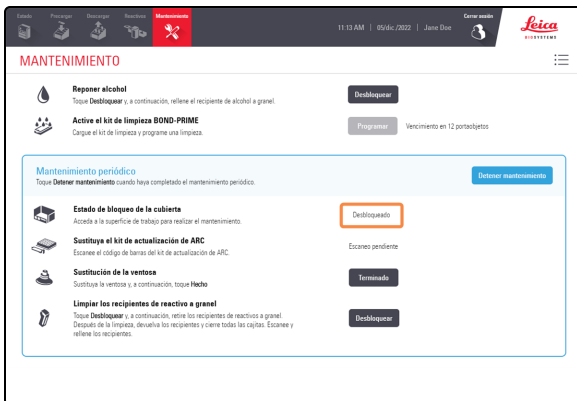 Estado Precargar Descargar Reactivos Mantenimiento
11:13 AM | 05/dic /2022 | Jane Doe
Cerrar sesión
Leica
BIOSYSTEMS
MANTENIMIENTO
Reponer alcohol
Toque Desbloquear y, a continuación, rellene el recipiente de alcohol a granel.
Desbloquear
Active el kit de limpieza BOND-PRIME
Cargue el kit de limpieza y programe una limpieza.
Programar
Vencimiento en 12 portaobjetos
Mantenimiento periódico
Toque Detener mantenimiento cuando haya completado el mantenimiento periódico.
Detener mantenimiento
Estado de bloqueo de la cubierta
Acceda a la superficie de trabajo para realizar el mantenimiento.
Desbloqueado
Sustituya el kit de actualización de ARC
Escanee el código de barras del kit de actualización de ARC.
Escaneo pendiente
Sustitución de la ventosa
Sustituya la ventosa y, a continuación, toque Hecho
Terminado
Limpiar los recipientes de reactivo a granel
Toque Desbloquear y, a continuación, retire los recipientes de reactivos a granel.
Después de la limpieza, devuelva los recipientes y cierre todas las cajitas. Escanee y
rellene los recipientes.
Desbloquear